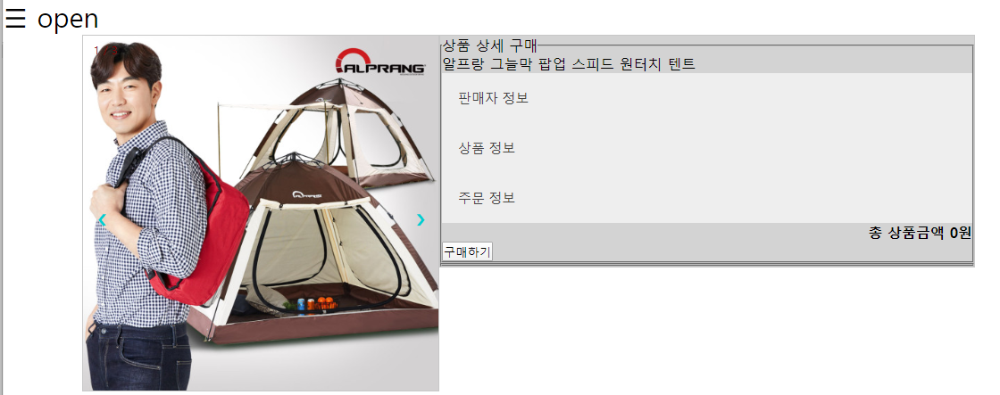 ☰ open
ALPRANG
ALPRANG
상품 상세 구매
알프랑 그늘막 팝업 스피드 원터치 텐트
판매자 정보
상품 정보
주문 정보
❮
❯
총 상품금액 0원
구매하기